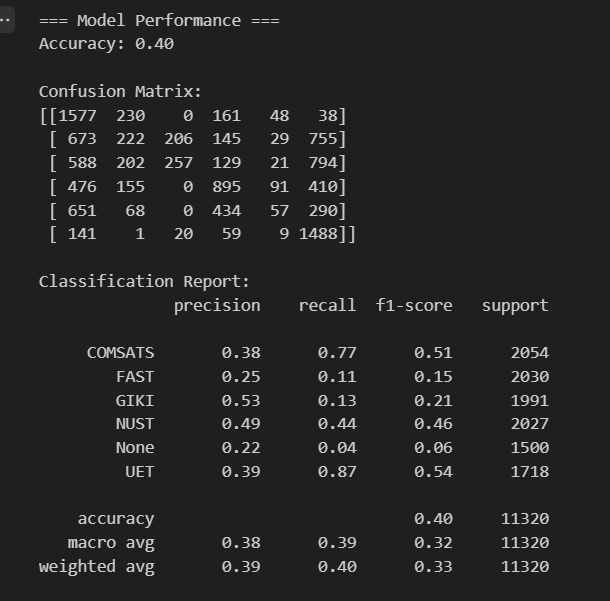 === Model Performance ===
Accuracy: 0.40
Confusion Matrix:
[[1577 230 0 161 48 38]
[ 673 222 206 145 29 755]
[ 588 202 257 129 21 794]
[ 476 155 0 895 91 410]
[ 651 68 0 434 57 290]
[ 141 1 20 59 9 1488]]
Classification Report:
precision recall f1-score support
COMSATS 0.38 0.77 0.51 2054
FAST 0.25 0.11 0.15 2030
GIKI 0.53 0.13 0.21 1991
NUST 0.49 0.44 0.46 2027
None 0.22 0.04 0.06 1500
UET 0.39 0.87 0.54 1718
accuracy 0.40 11320
macro avg 0.38 0.39 0.32 11320
weighted avg 0.39 0.40 0.33 11320